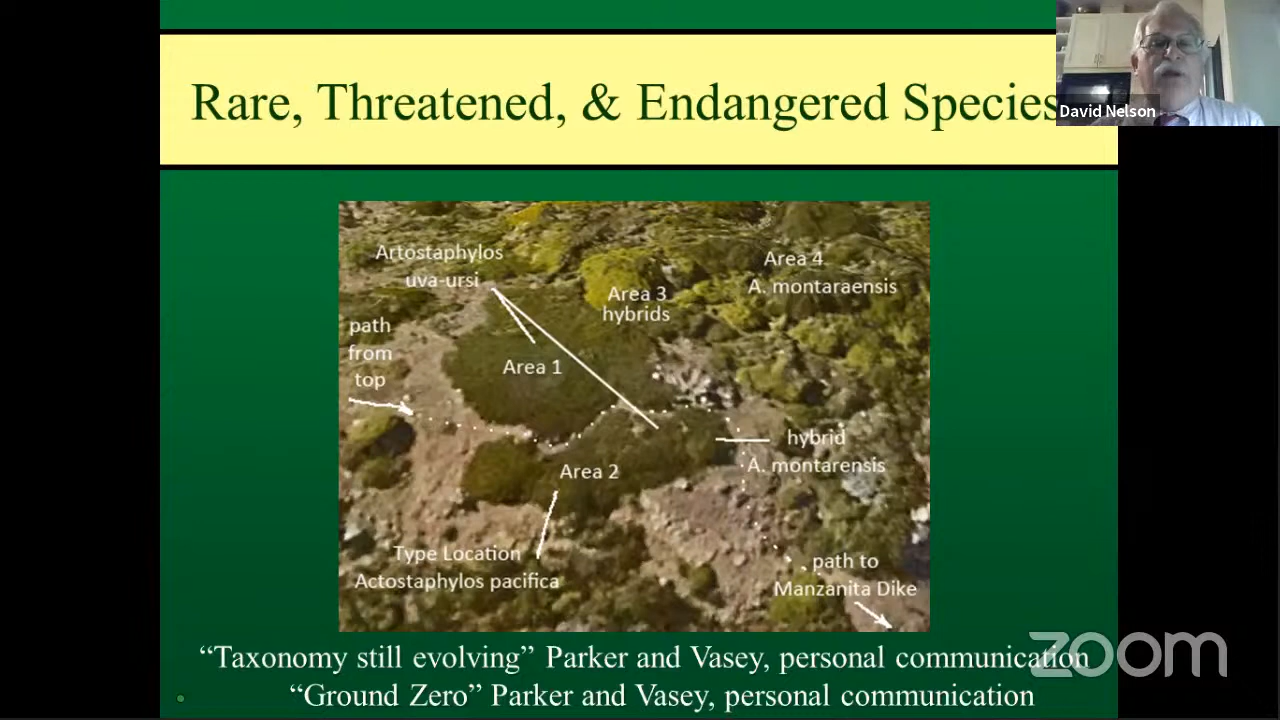 Rare, Threatened, & Endangered Species
David Nelson
Artostaphylos
uva-ursi
Area 4
A. montaraensis
Area 3
hybrids
path
from
top
Area 1
hybrid
A. montarensis
Area 2
Type Location
Actostaphylos pacifica
path to
Manzanita Dike
“Taxonomy still evolving” Parker and Vasey, personal communication
“Ground Zero” Parker and Vasey, personal communication
zoom